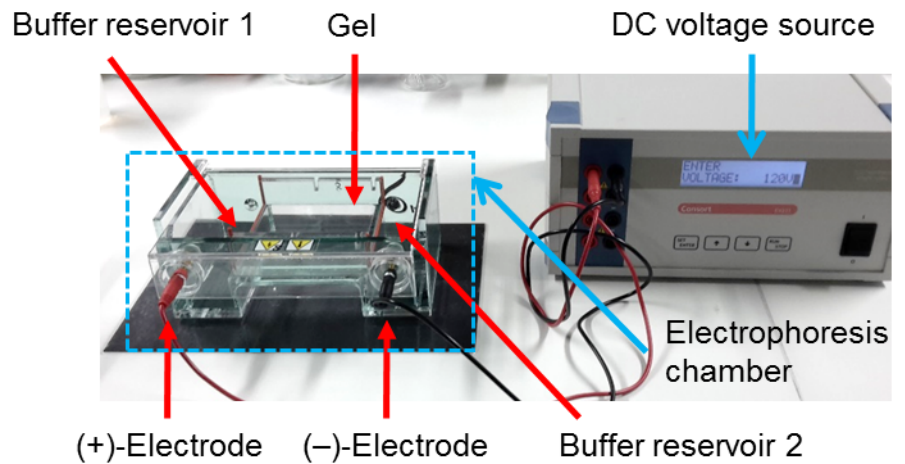 Buffer reservoir 1
Gel
DC voltage source
ENTER
VOLTAGE: 120V
Consort
Electrophoresis
chamber
(+)-Electrode
(–)-Electrode
Buffer reservoir 2